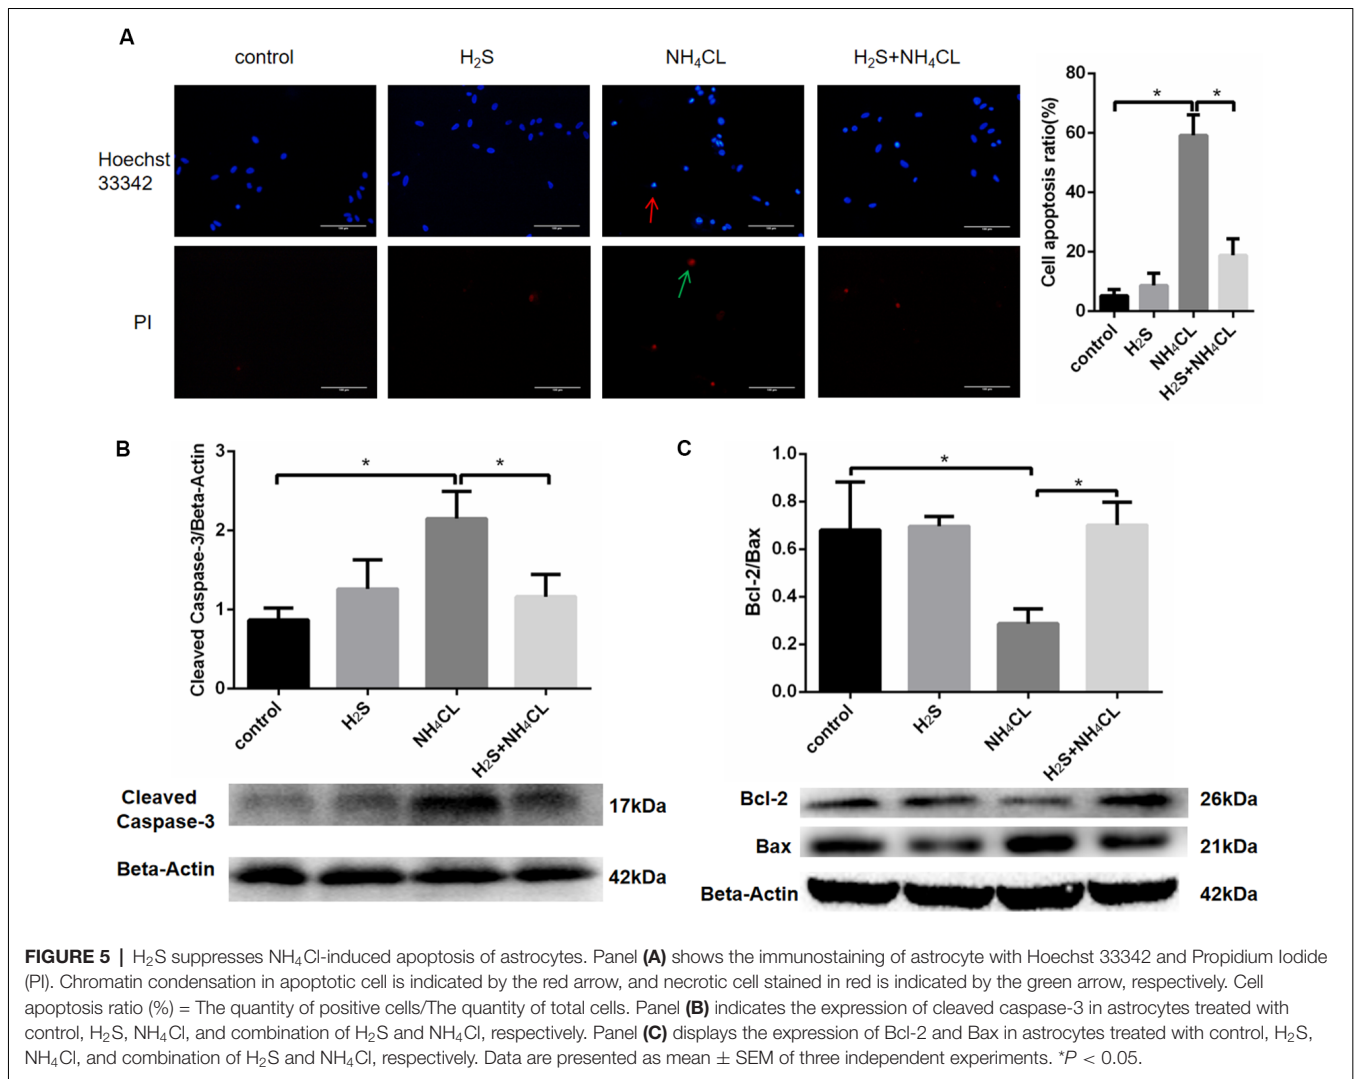 A
control
H₂S
NH₄CL
H₂S+NH₄CL
Hoechst
33342
PI
Cell apoptosis ratio(%)
80
60
40
20
0
*
*
control
H₂S
NH₄CL
H₂S+NH₄CL
B
Cleaved Caspase-3/Beta-Actin
3
2
1
0
*
*
control
H₂S
NH₄CL
H₂S+NH₄CL
Cleaved
Caspase-3
17kDa
Beta-Actin
42kDa
C
Bcl-2/Bax
1.0
0.8
0.6
0.4
0.2
0.0
*
*
control
H₂S
NH₄CL
H₂S+NH₄CL
Bcl-2
26kDa
Bax
21kDa
Beta-Actin
42kDa
FIGURE 5 | H₂S suppresses NH₄Cl-induced apoptosis of astrocytes. Panel (A) shows the immunostaining of astrocyte with Hoechst 33342 and Propidium Iodide
(PI). Chromatin condensation in apoptotic cell is indicated by the red arrow, and necrotic cell stained in red is indicated by the green arrow, respectively. Cell
apoptosis ratio (%) = The quantity of positive cells/The quantity of total cells. Panel (B) indicates the expression of cleaved caspase-3 in astrocytes treated with
control, H₂S, NH₄Cl, and combination of H₂S and NH₄Cl, respectively. Panel (C) displays the expression of Bcl-2 and Bax in astrocytes treated with control, H₂S,
NH₄Cl, and combination of H₂S and NH₄Cl, respectively. Data are presented as mean ± SEM of three independent experiments. *P < 0.05.